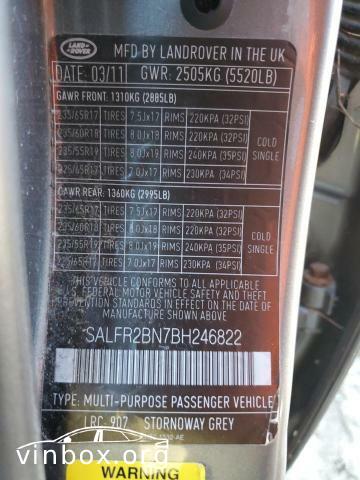 LAND ROVER
MFD BY LANDROVER IN THE UK
DATE: 03/11 GWR: 2505KG (5520LB)
GAWR FRONT: 1310KG (2885LB)
235/65R17 TIRES 7.5Jx17 RIMS 220KPA (32PSI)
235/60R18 TIRES 8.0Jx18 RIMS 220KPA (32PSI)
COLD
235/55R19 TIRES 8.0Jx19 RIMS 240KPA (35PSI)
SINGLE
225/65R17 TIRES 7.0Jx17 RIMS 230KPA (34PSI)
GAWR REAR: 1360KG (2995LB)
235/65R17 TIRES 7.5Jx17 RIMS 220KPA (32PSI)
235/60R18 TIRES 8.0Jx18 RIMS 220KPA (32PSI)
COLD
235/55R19 TIRES 8.0Jx19 RIMS 240KPA (35PSI)
SINGLE
225/65R17 TIRES 7.0Jx17 RIMS 230KPA (34PSI)
THIS VEHICLE CONFORMS TO ALL APPLICABLE
U.S. FEDERAL MOTOR VEHICLE SAFETY AND THEFT
PREVENTION STANDARDS IN EFFECT ON THE DATE OF
MANUFACTURE SHOWN ABOVE
SALFR2BN7BH246822
TYPE: MULTI-PURPOSE PASSENGER VEHICLE
LRC 907 STORNOWAY GREY
WARNING
vinbox.org